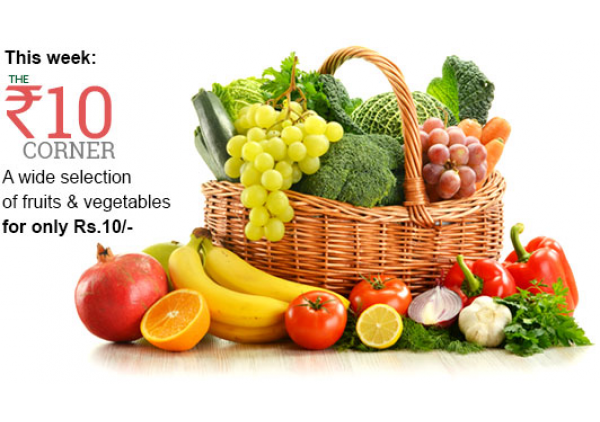 This week:
THE
₹10
CORNER
A wide selection
of fruits & vegetables
for only Rs.10/-